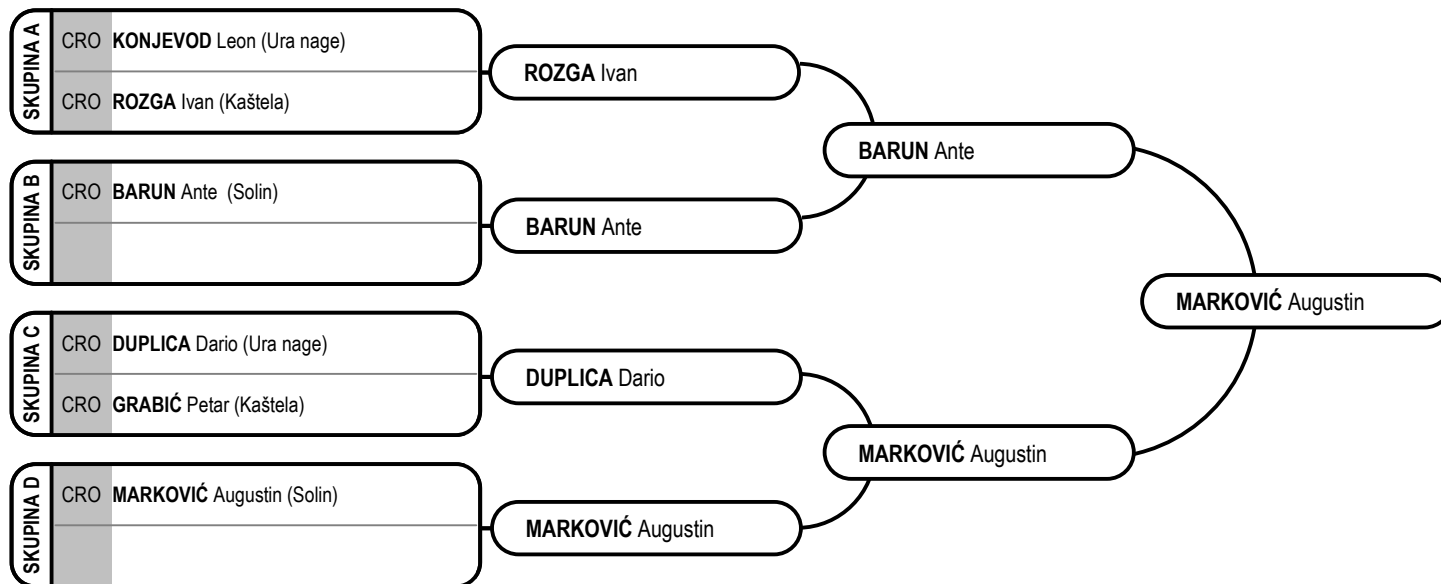 SKUPINA A
CRO KONJEVOD Leon (Ura nage)
CRO ROZGA Ivan (Kaštela)
SKUPINA B
CRO BARUN Ante (Solin)
SKUPINA C
CRO DUPLICA Dario (Ura nage)
CRO GRABIĆ Petar (Kaštela)
SKUPINA D
CRO MARKOVIĆ Augustin (Solin)
ROZGA Ivan
BARUN Ante
DUPLICA Dario
MARKOVIĆ Augustin
BARUN Ante
MARKOVIĆ Augustin
MARKOVIĆ Augustin